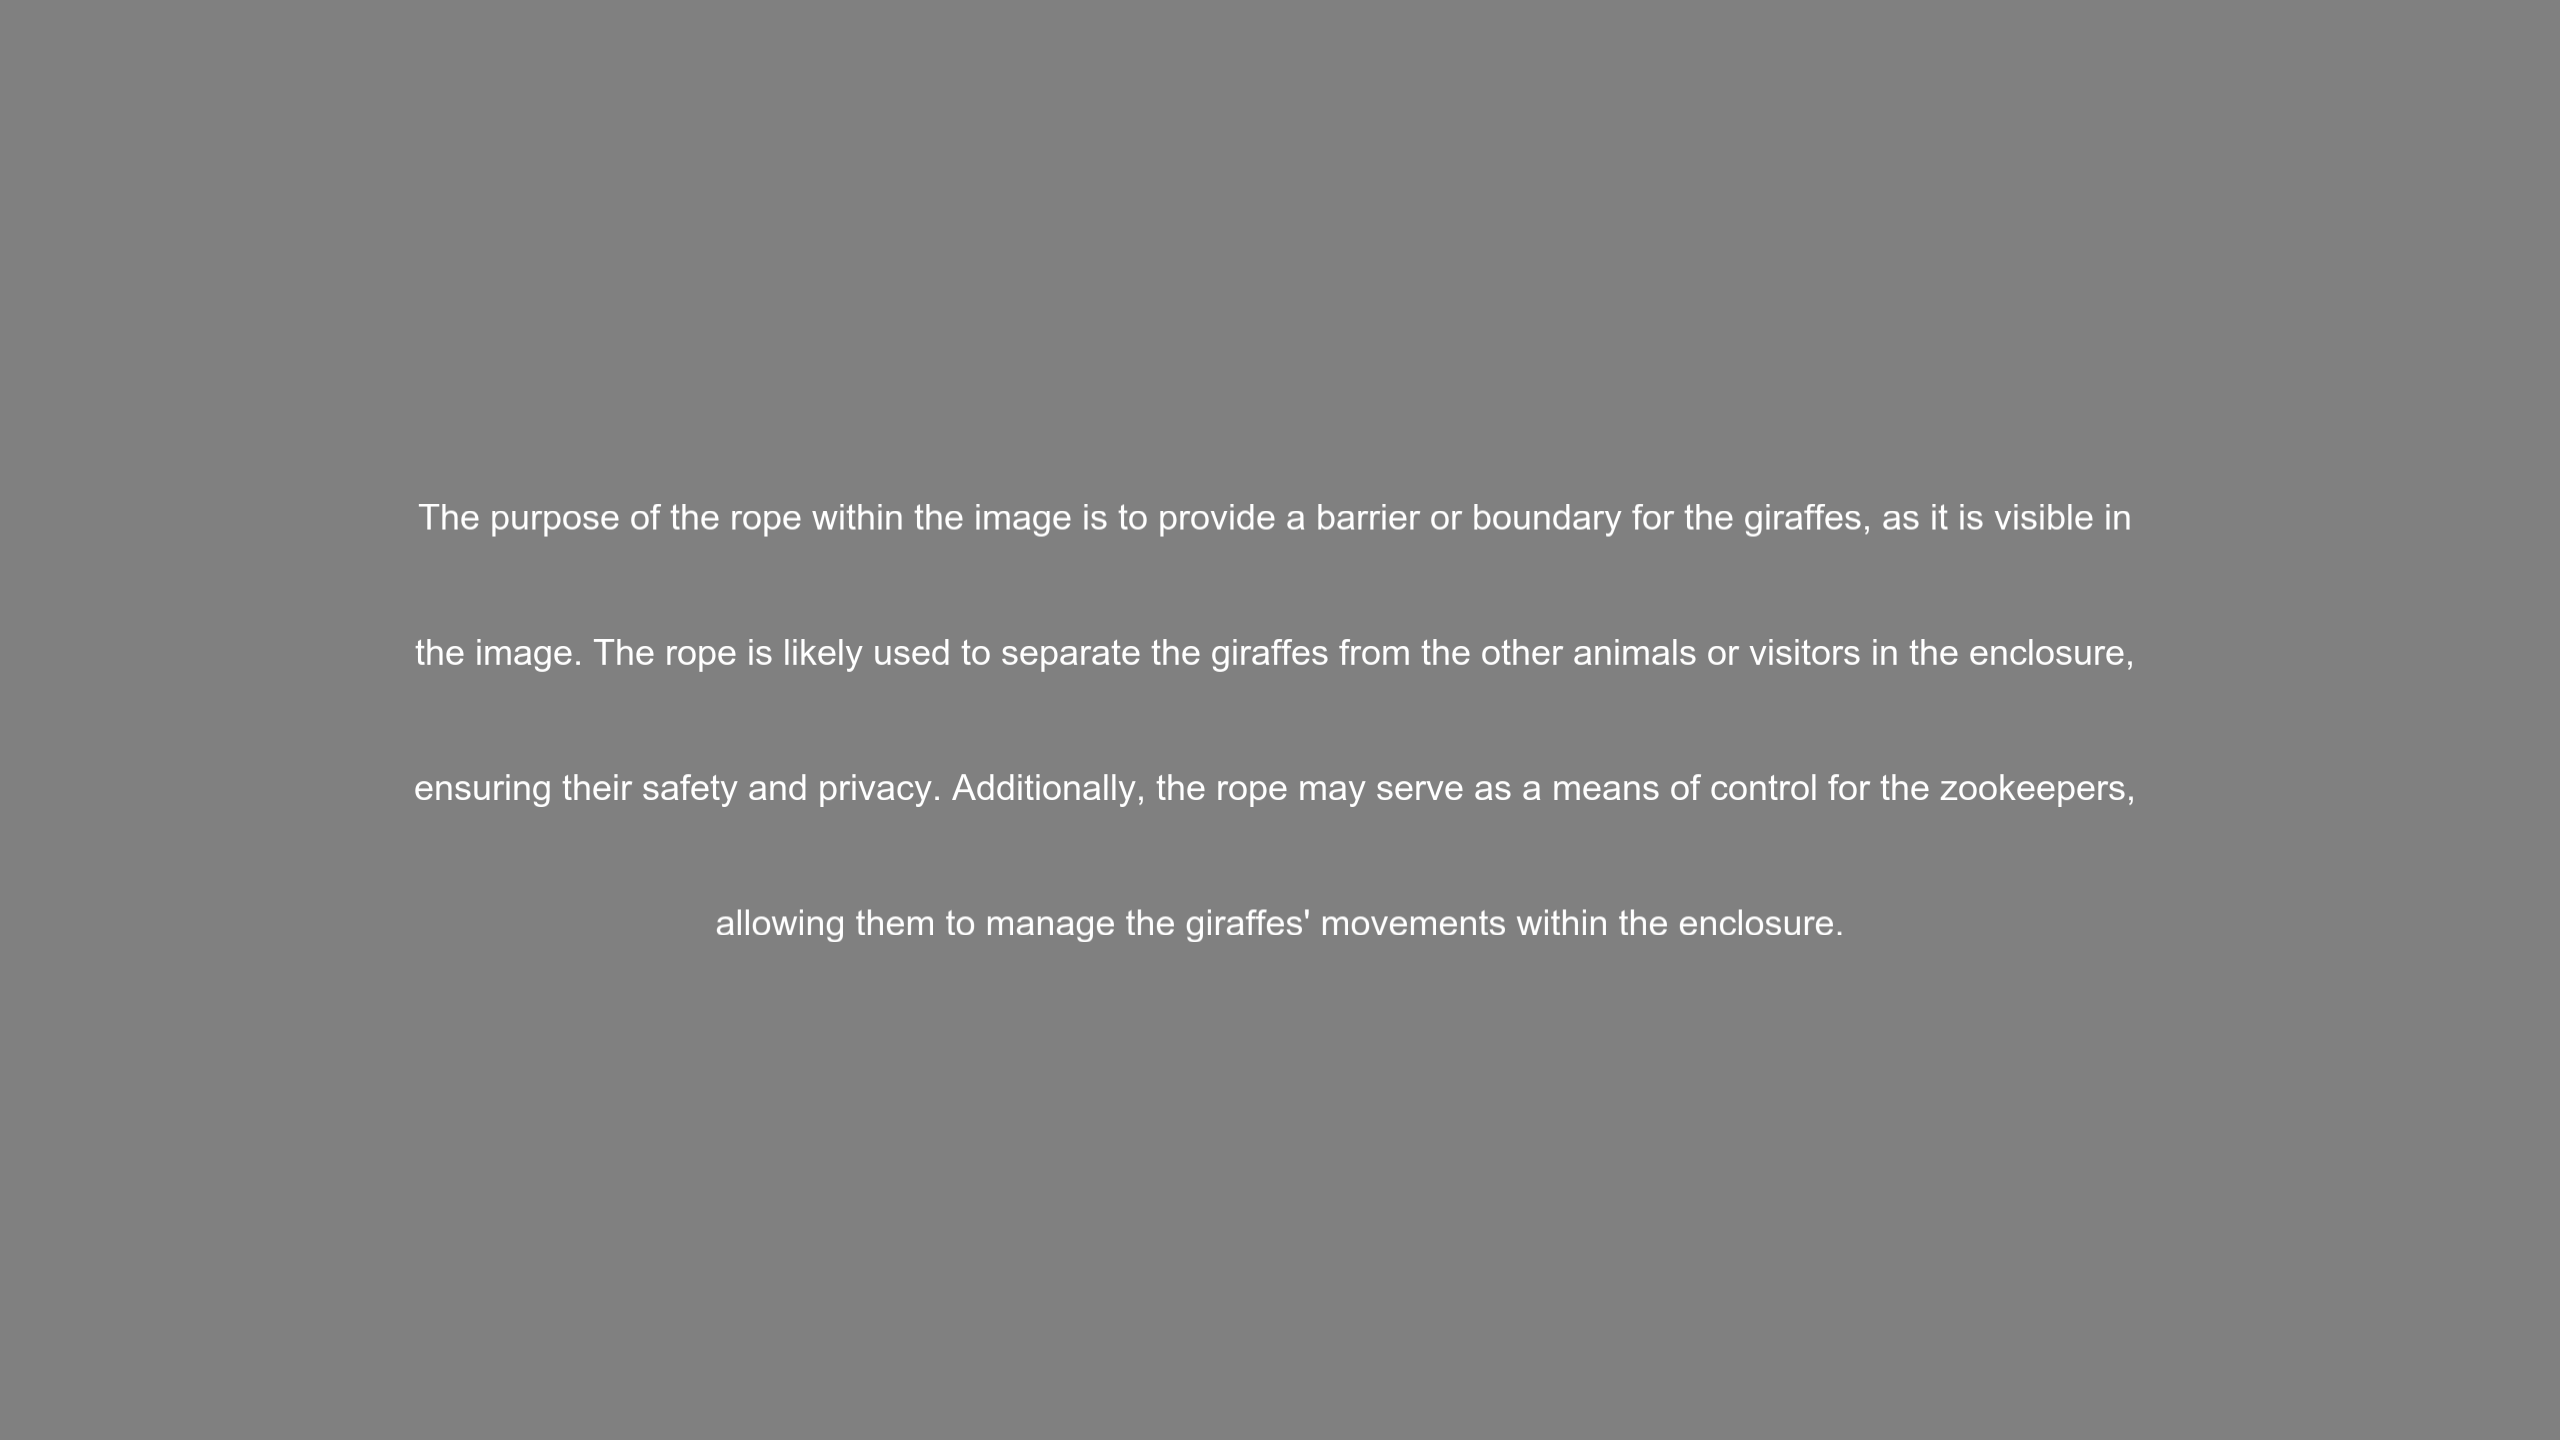 The purpose of the rope within the image is to provide a barrier or boundary for the giraffes, as it is visible in
the image. The rope is likely used to separate the giraffes from the other animals or visitors in the enclosure,
ensuring their safety and privacy. Additionally, the rope may serve as a means of control for the zookeepers,
allowing them to manage the giraffes' movements within the enclosure.